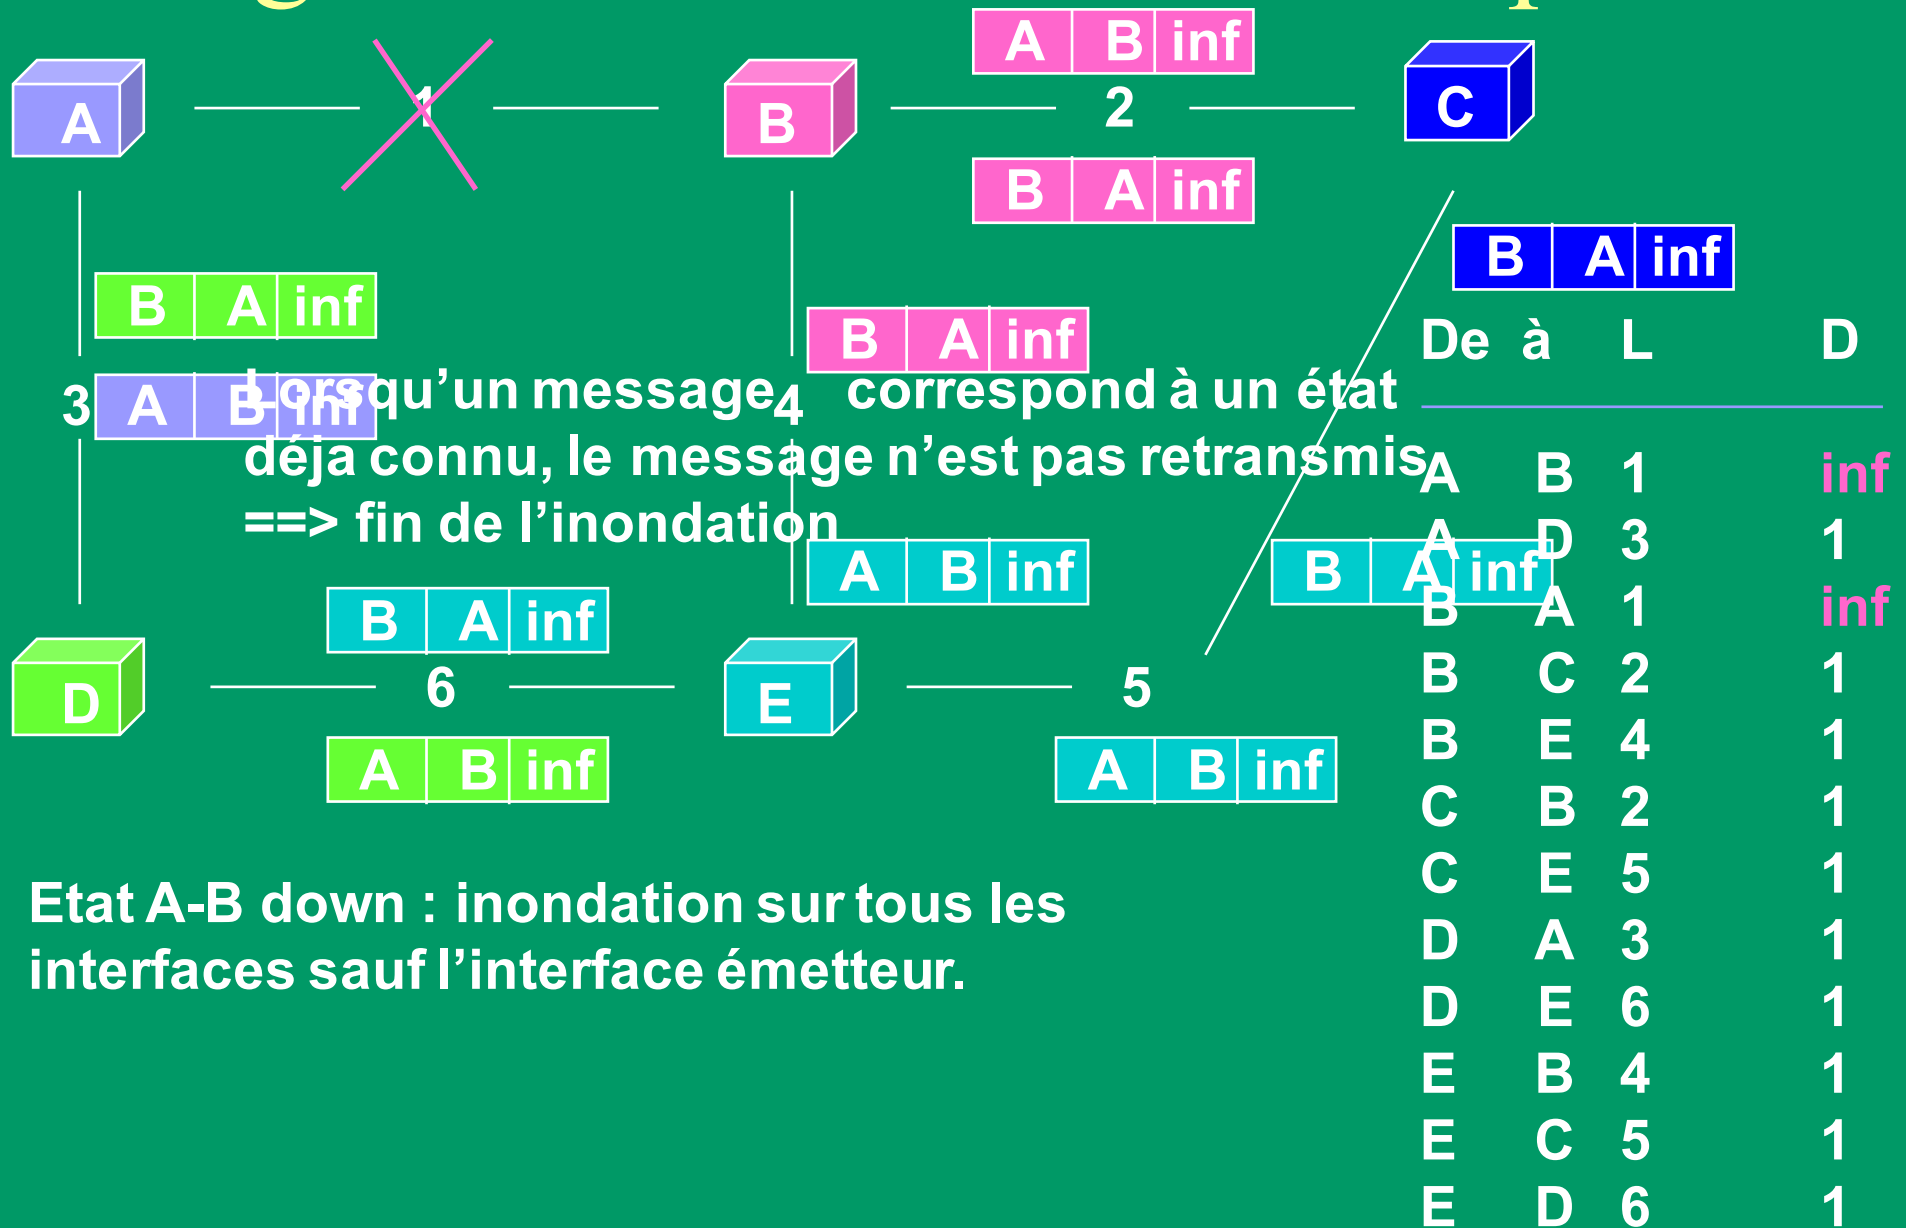 A B inf
A 1 B 2 C
B A inf
B A inf
B A inf
B A inf
3 A B inf
4
Lorsqu’un message correspond à un état
déja connu, le message n’est pas retransmis
==> fin de l’inondation
A B inf
B A inf
B A inf
D 6 E 5
A B inf
A B inf
Etat A-B down : inondation sur tous les
interfaces sauf l’interface émetteur.
De à L D
A B 1 inf
A D 3 1
B A 1 inf
B C 2 1
B E 4 1
C B 2 1
C E 5 1
D A 3 1
D E 6 1
E B 4 1
E C 5 1
E D 6 1